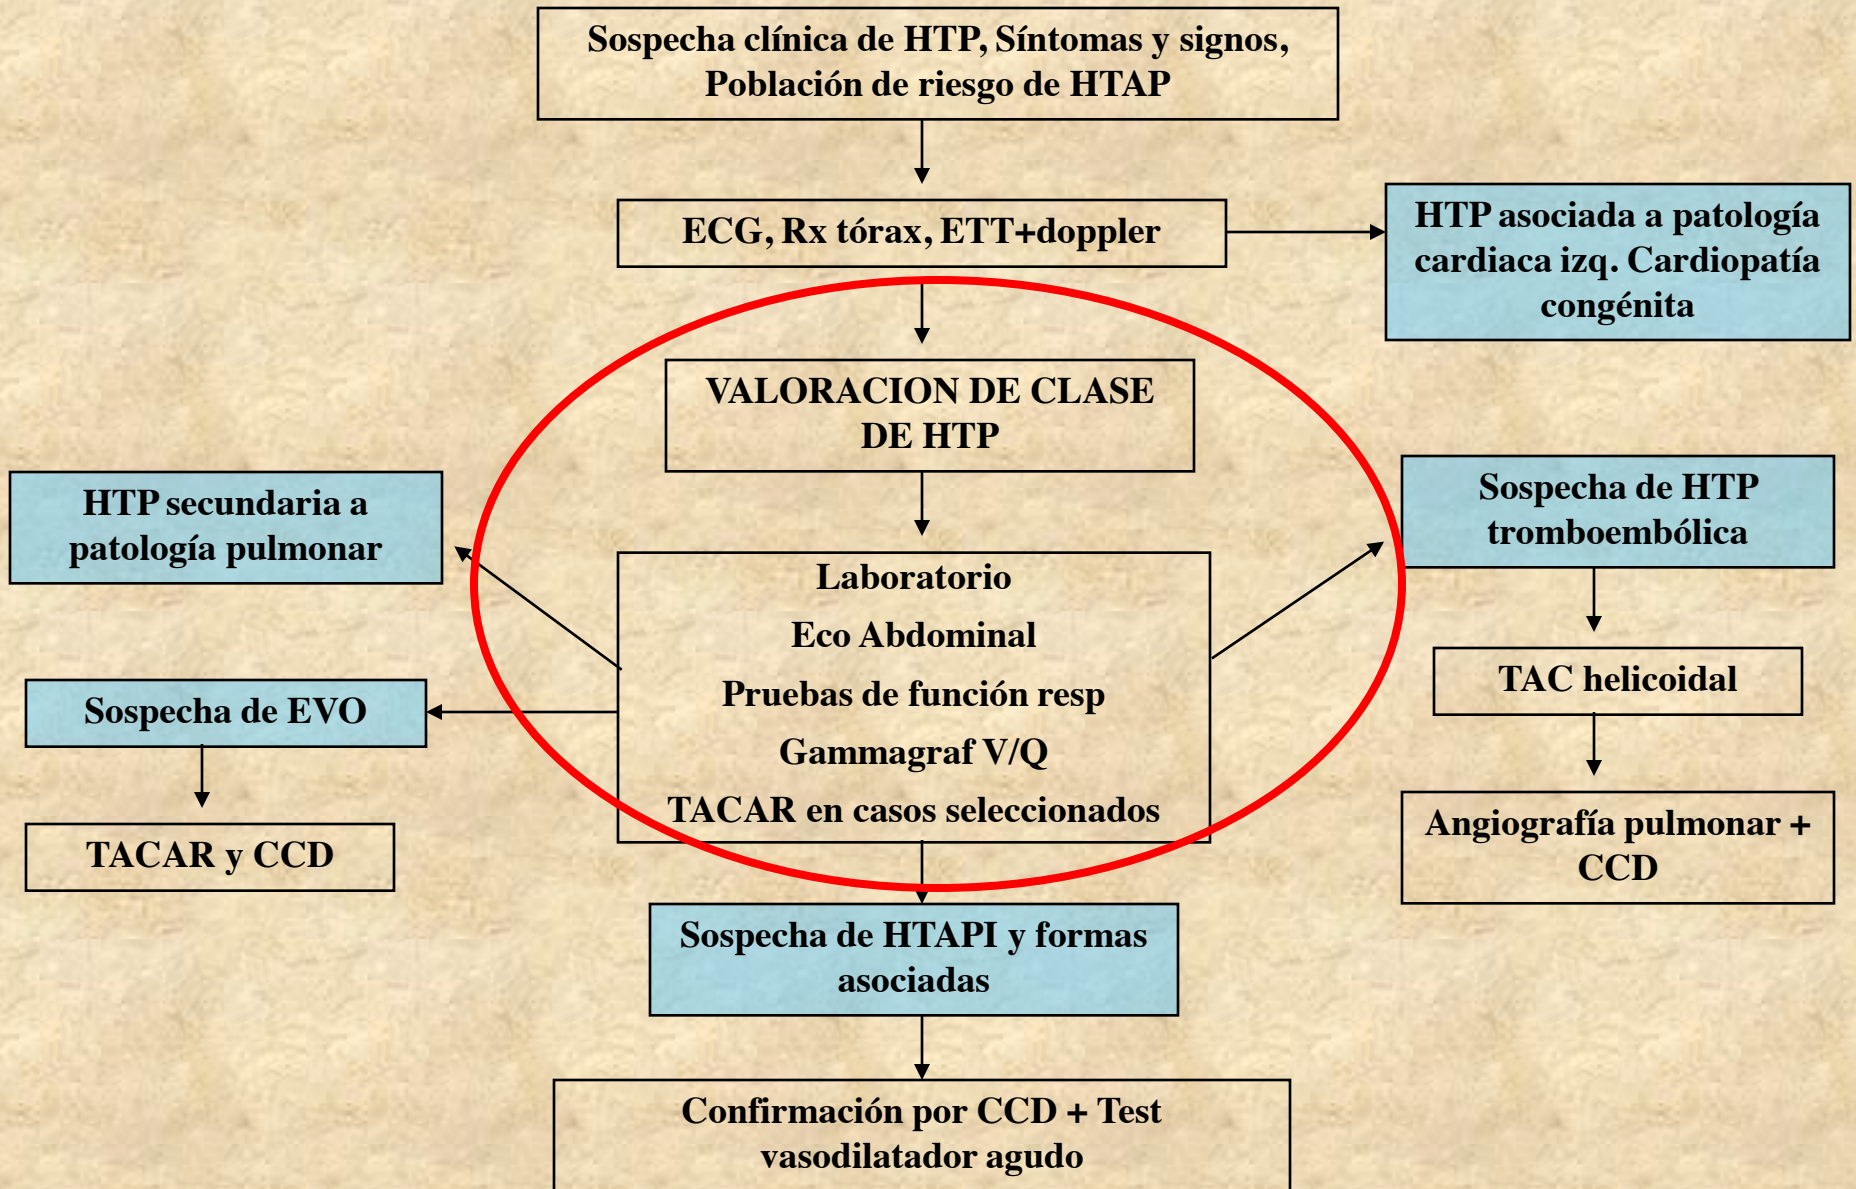 Sospecha clínica de HTP, Síntomas y signos,
Población de riesgo de HTAP
ECG, Rx tórax, ETT+doppler
HTP asociada a patología
cardiaca izq. Cardiopatía
congénita
VALORACION DE CLASE
DE HTP
HTP secundaria a
patología pulmonar
Sospecha de HTP
tromboembólica
Laboratorio
Eco Abdominal
Pruebas de función resp
Gammagraf V/Q
TACAR en casos seleccionados
Sospecha de EVO
TACAR y CCD
TAC helicoidal
Angiografía pulmonar +
CCD
Sospecha de HTAPI y formas
asociadas
Confirmación por CCD + Test
vasodilatador agudo